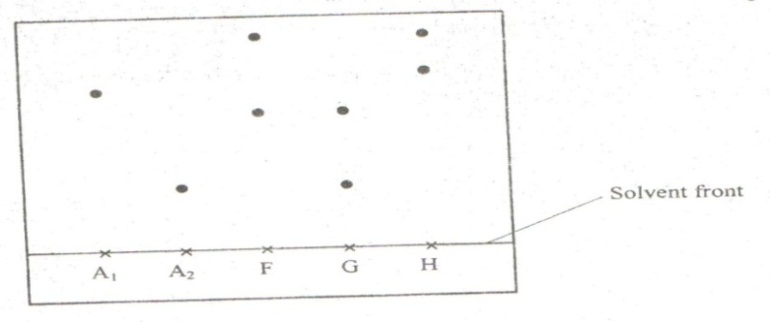 Solvent front
A₁ A₂ F G H